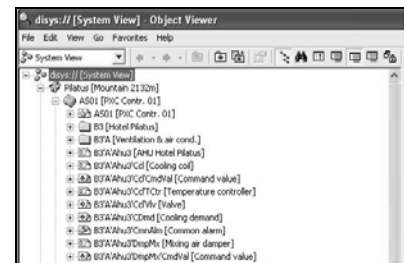 disys:// [System View] - Object Viewer
File Edit View Go Favorites Help
System View
disys:// [System View]
Pilatus [Mountain 2132m]
AS01 [PXC Contr. 01]
AS01 [PXC Contr. 01]
B3 [Hotel Pilatus]
B3'A [Ventilation & air cond.]
B3'A'Ahu3 [AHU Hotel Pilatus]
B3'A'Ahu3'Ccl [Cooling coil]
B3'A'Ahu3'Ccl'CmdVal [Command value]
B3'A'Ahu3'Ccl'TCtr [Temperature controller]
B3'A'Ahu3'Ccl'Vlv [Valve]
B3'A'Ahu3'CDmd [Cooling demand]
B3'A'Ahu3'CmnAlm [Common alarm]
B3'A'Ahu3'DmpMx [Mixing air damper]
B3'A'Ahu3'DmpMx'CmdVal [Command value]